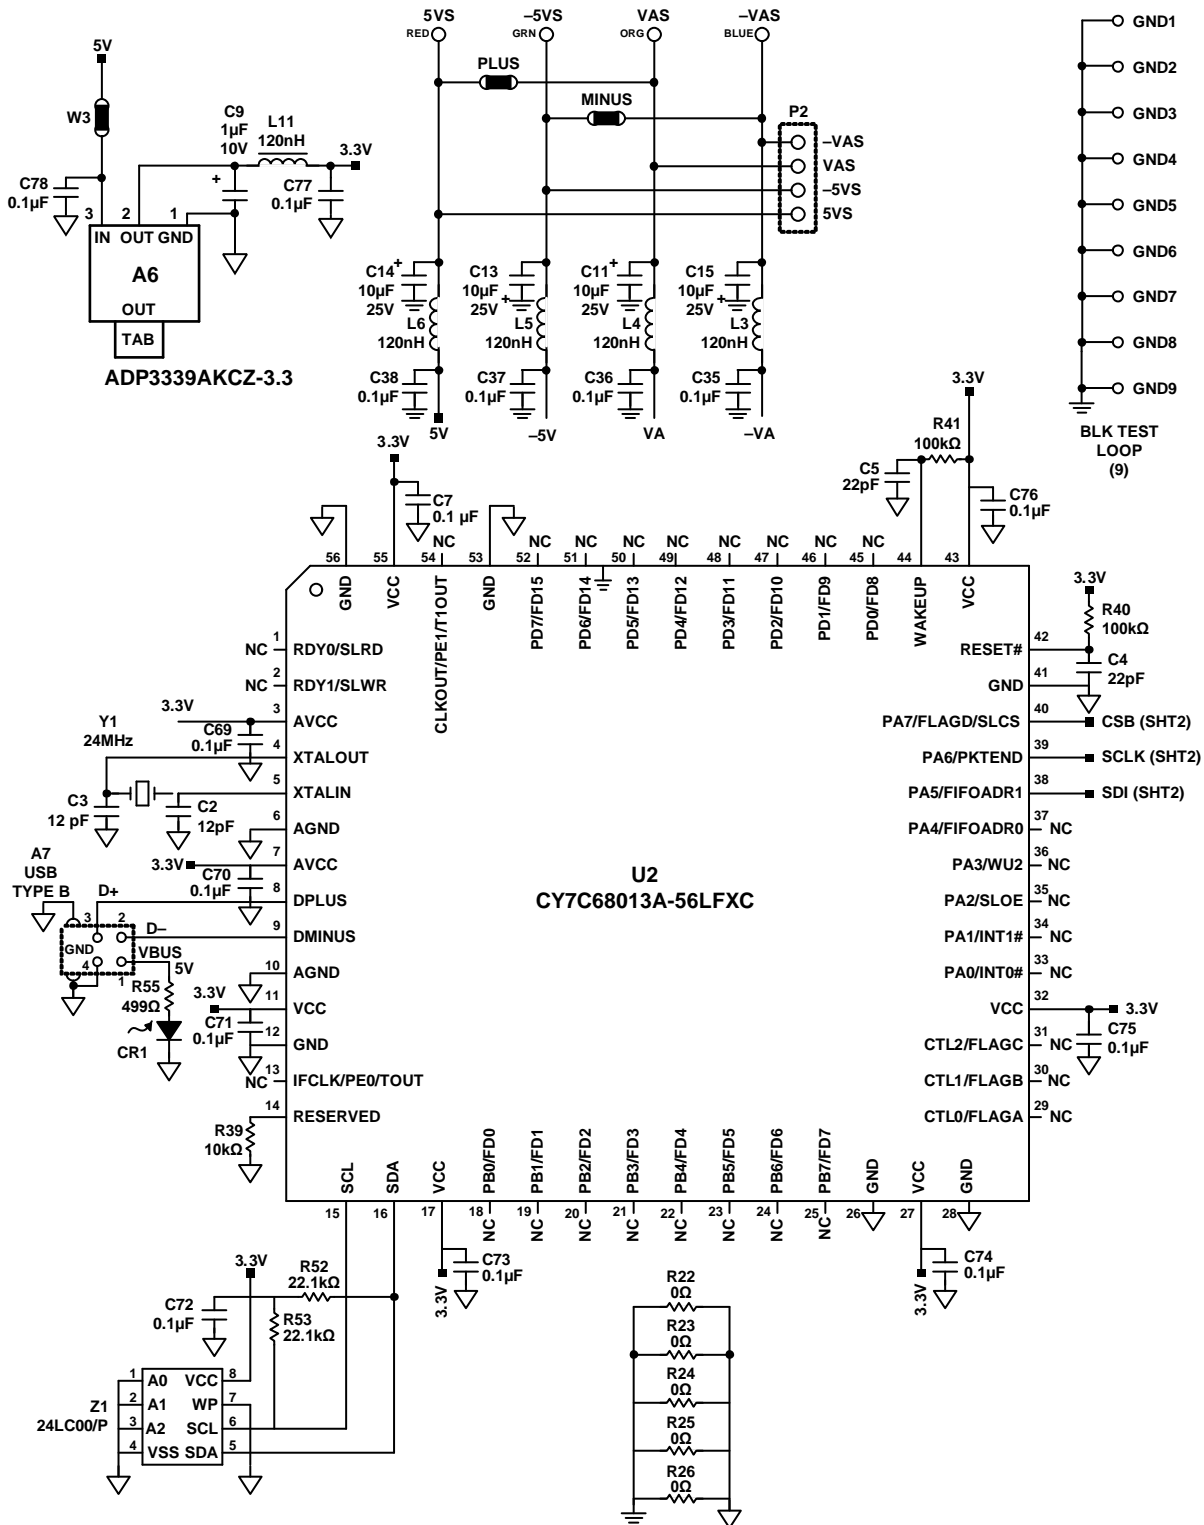 5VS
RED
–5VS
GRN
VAS
ORG
–VAS
BLUE
PLUS
MINUS
P2
–VAS
VAS
–5VS
5VS
GND1
GND2
GND3
GND4
GND5
GND6
GND7
GND8
GND9
BLK TEST
LOOP
(9)
5V
W3
C9
1µF
10V
+
L11
120nH
3.3V
C78
0.1µF
C77
0.1µF
3
2
1
IN
OUT
GND
A6
OUT
TAB
ADP3339AKCZ-3.3
C14
+
10µF
25V
L6
120nH
C38
0.1µF
5V
C13
10µF
25V
+
L5
120nH
C37
0.1µF
–5V
C11
+
10µF
25V
L4
120nH
C36
0.1µF
VA
C15
10µF
25V
+
L3
120nH
C35
0.1µF
–VA
3.3V
C7
0.1 µF
3.3V
R41
100kΩ
C5
22pF
C76
0.1µF
56
55
54
NC
53
52
NC
51
NC
50
NC
49
NC
48
NC
47
NC
46
NC
45
NC
44
43
GND
VCC
CLKOUT/PE1/T1OUT
GND
PD7/FD15
PD6/FD14
PD5/FD13
PD4/FD12
PD3/FD11
PD2/FD10
PD1/FD9
PD0/FD8
WAKEUP
VCC
NC
1
RDY0/SLRD
NC
2
RDY1/SLWR
3.3V
3
AVCC
C69
0.1µF
Y1
24MHz
4
XTALOUT
5
XTALIN
C3
12 pF
C2
12pF
6
AGND
3.3V
7
AVCC
C70
0.1µF
A7
USB
TYPE B
D+
8
DPLUS
3
2
D–
9
DMINUS
GND
VBUS
4
1
5V
10
AGND
R55
499Ω
CR1
3.3V
11
VCC
C71
0.1µF
12
GND
NC
13
IFCLK/PE0/TOUT
14
RESERVED
R39
10kΩ
U2
CY7C68013A-56LFXC
3.3V
R40
100kΩ
RESET#
42
C4
22pF
GND
41
PA7/FLAGD/SLCS
40
CSB (SHT2)
PA6/PKTEND
39
SCLK (SHT2)
PA5/FIFOADR1
38
SDI (SHT2)
PA4/FIFOADR0
37
NC
PA3/WU2
36
NC
PA2/SLOE
35
NC
PA1/INT1#
34
NC
PA0/INT0#
33
NC
VCC
32
3.3V
C75
0.1µF
CTL2/FLAGC
31
NC
CTL1/FLAGB
30
NC
CTL0/FLAGA
29
NC
SCL
SDA
VCC
PB0/FD0
PB1/FD1
PB2/FD2
PB3/FD3
PB4/FD4
PB5/FD5
PB6/FD6
PB7/FD7
GND
VCC
GND
15
16
17
18
NC
19
NC
20
NC
21
NC
22
NC
23
NC
24
NC
25
NC
26
27
28
3.3V
C73
0.1µF
3.3V
C74
0.1µF
3.3V
R52
22.1kΩ
R53
22.1kΩ
C72
0.1µF
Z1
24LC00/P
1
A0
VCC
8
2
A1
WP
7
3
A2
SCL
6
4
VSS
SDA
5
R22
0Ω
R23
0Ω
R24
0Ω
R25
0Ω
R26
0Ω